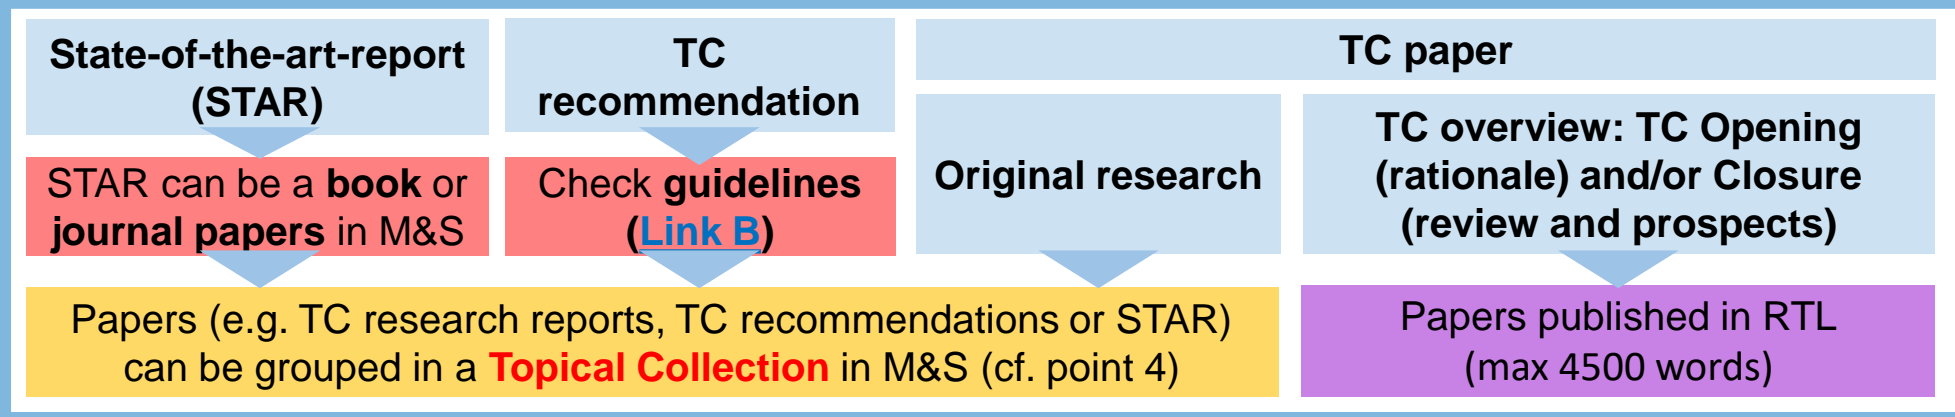 State-of-the-art-report
(STAR)
TC
recommendation
TC paper
STAR can be a book or
journal papers in M&S
Check guidelines
(Link B)
Original research
TC overview: TC Opening
(rationale) and/or Closure
(review and prospects)
Papers (e.g. TC research reports, TC recommendations or STAR)
can be grouped in a Topical Collection in M&S (cf. point 4)
Papers published in RTL
(max 4500 words)